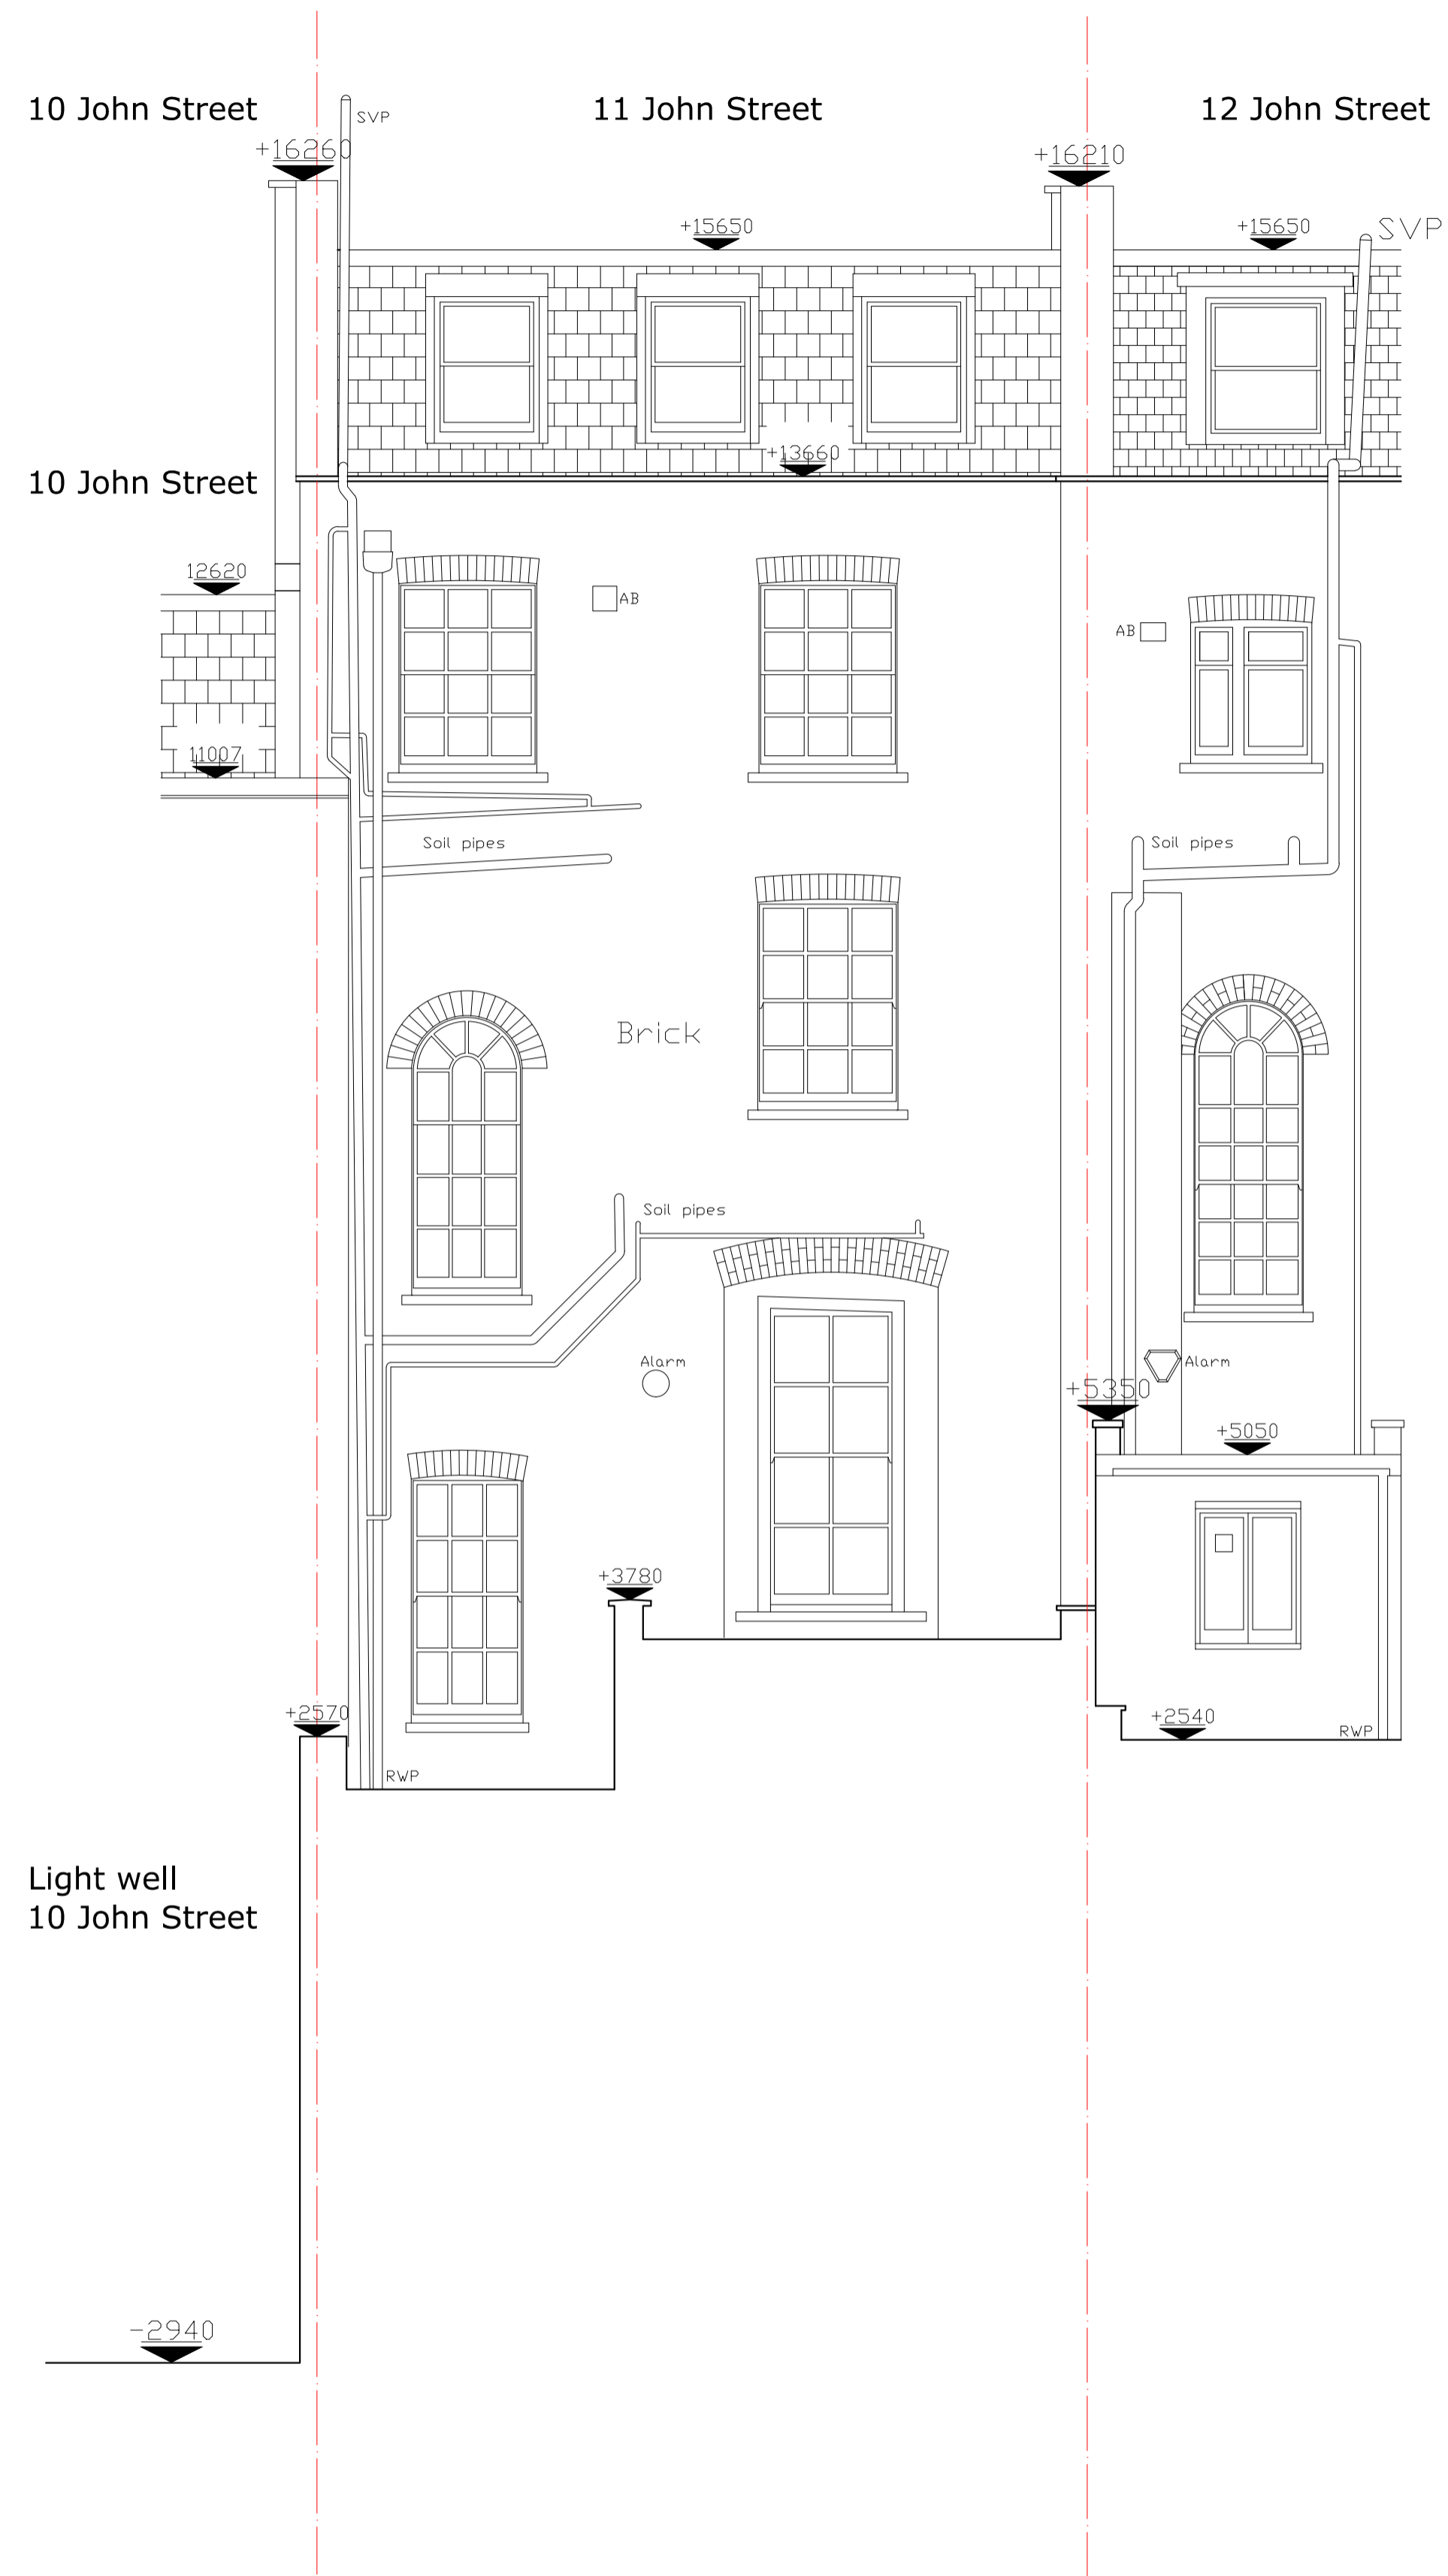 10 John Street
11 John Street
12 John Street
SVP
+16260
+16210
+15650
+15650
SVP
+13660
10 John Street
12620
AB
AB
11007
Soil pipes
Soil pipes
Brick
Soil pipes
Alarm
Alarm
+5350
+5050
+3780
+2570
+2540
RWP
RWP
Light well
10 John Street
-2940